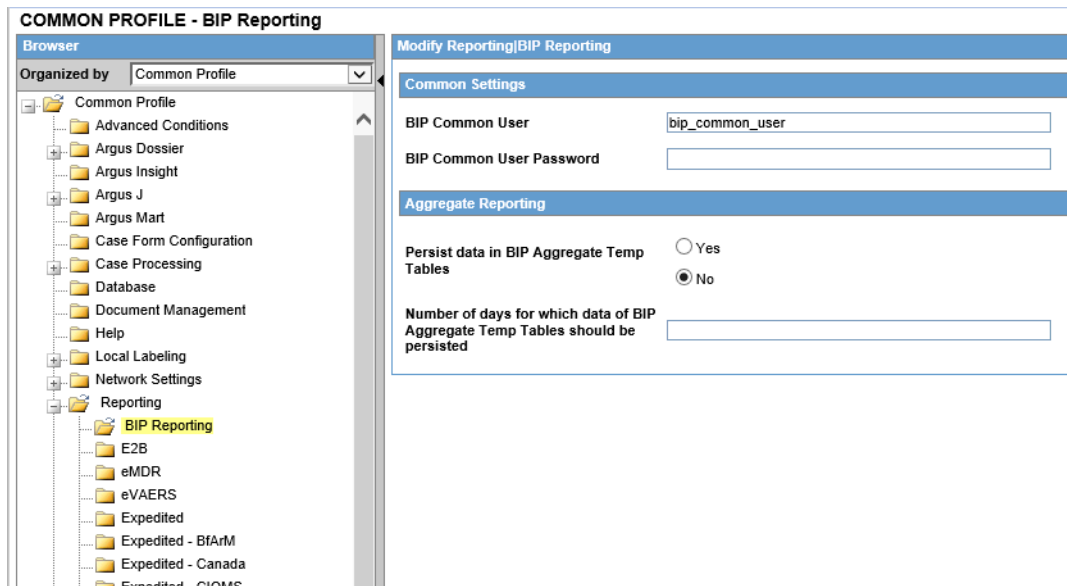 COMMON PROFILE - BIP Reporting
Browser
Organized by Common Profile
Common Profile
Advanced Conditions
Argus Dossier
Argus Insight
Argus J
Argus Mart
Case Form Configuration
Case Processing
Database
Document Management
Help
Local Labeling
Network Settings
Reporting
BIP Reporting
E2B
eMDR
eVAERS
Expedited
Expedited - BfArM
Expedited - Canada
Expedited - CIOMS
Modify Reporting|BIP Reporting
Common Settings
BIP Common User bip_common_user
BIP Common User Password
Aggregate Reporting
Persist data in BIP Aggregate Temp
Tables
Yes
No
Number of days for which data of BIP
Aggregate Temp Tables should be
persisted